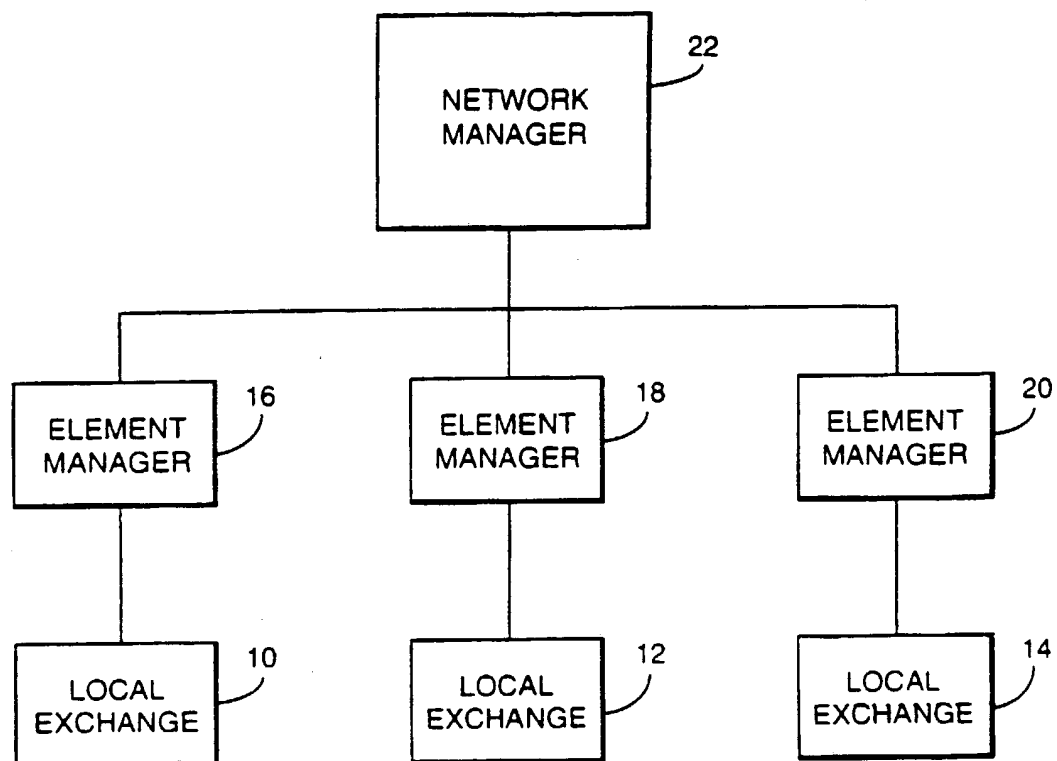 22
NETWORK
MANAGER
16
18
20
ELEMENT
MANAGER
ELEMENT
MANAGER
ELEMENT
MANAGER
10
12
14
LOCAL
EXCHANGE
LOCAL
EXCHANGE
LOCAL
EXCHANGE